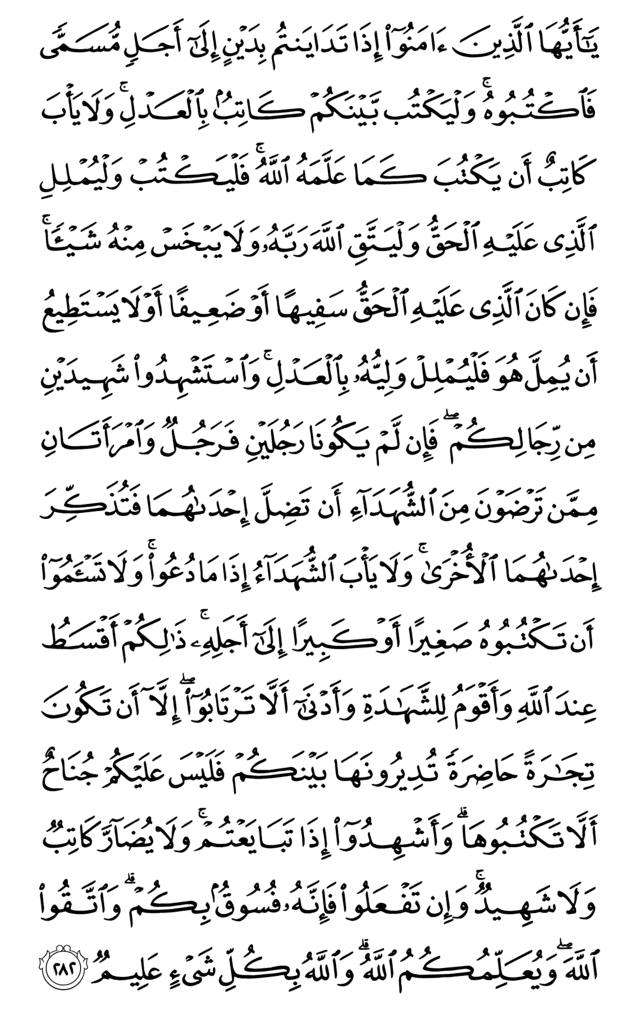 يَٰٓأَيُّهَا ٱلَّذِينَ ءَامَنُوٓا۟ إِذَا تَدَايَنتُم بِدَيْنٍ إِلَىٰٓ أَجَلٍ مُّسَمًّى
فَٱكْتُبُوهُ ۚ وَلْيَكْتُب بَّيْنَكُمْ كَاتِبٌۢ بِٱلْعَدْلِ ۚ وَلَا يَأْبَ
كَاتِبٌ أَن يَكْتُبَ كَمَا عَلَّمَهُ ٱللَّهُ ۚ فَلْيَكْتُبْ وَلْيُمْلِلِ
ٱلَّذِى عَلَيْهِ ٱلْحَقُّ وَلْيَتَّقِ ٱللَّهَ رَبَّهُۥ وَلَا يَبْخَسْ مِنْهُ شَيْـًٔا ۚ
فَإِن كَانَ ٱلَّذِى عَلَيْهِ ٱلْحَقُّ سَفِيهًا أَوْ ضَعِيفًا أَوْ لَا يَسْتَطِيعُ
أَن يُمِلَّ هُوَ فَلْيُمْلِلْ وَلِيُّهُۥ بِٱلْعَدْلِ ۚ وَٱسْتَشْهِدُوا۟ شَهِيدَيْنِ
مِن رِّجَالِكُمْ ۖ فَإِن لَّمْ يَكُونَا رَجُلَيْنِ فَرَجُلٌ وَٱمْرَأَتَانِ
مِمَّن تَرْضَوْنَ مِنَ ٱلشُّهَدَآءِ أَن تَضِلَّ إِحْدَىٰهُمَا فَتُذَكِّرَ
إِحْدَىٰهُمَا ٱلْأُخْرَىٰ ۚ وَلَا يَأْبَ ٱلشُّهَدَآءُ إِذَا مَا دُعُوا۟ ۚ وَلَا تَسْـَٔمُوٓا۟
أَن تَكْتُبُوهُ صَغِيرًا أَوْ كَبِيرًا إِلَىٰٓ أَجَلِهِۦ ۚ ذَٰلِكُمْ أَقْسَطُ
عِندَ ٱللَّهِ وَأَقْوَمُ لِلشَّهَٰدَةِ وَأَدْنَىٰٓ أَلَّا تَرْتَابُوٓا۟ ۖ إِلَّآ أَن تَكُونَ
تِجَٰرَةً حَاضِرَةً تُدِيرُونَهَا بَيْنَكُمْ فَلَيْسَ عَلَيْكُمْ جُنَاحٌ
أَلَّا تَكْتُبُوهَا ۗ وَأَشْهِدُوٓا۟ إِذَا تَبَايَعْتُمْ ۚ وَلَا يُضَآرَّ كَاتِبٌ
وَلَا شَهِيدٌ ۚ وَإِن تَفْعَلُوا۟ فَإِنَّهُۥ فُسُوقٌۢ بِكُمْ ۗ وَٱتَّقُوا۟
ٱللَّهَ ۖ وَيُعَلِّمُكُمُ ٱللَّهُ ۗ وَٱللَّهُ بِكُلِّ شَىْءٍ عَلِيمٌ ٢٨٢